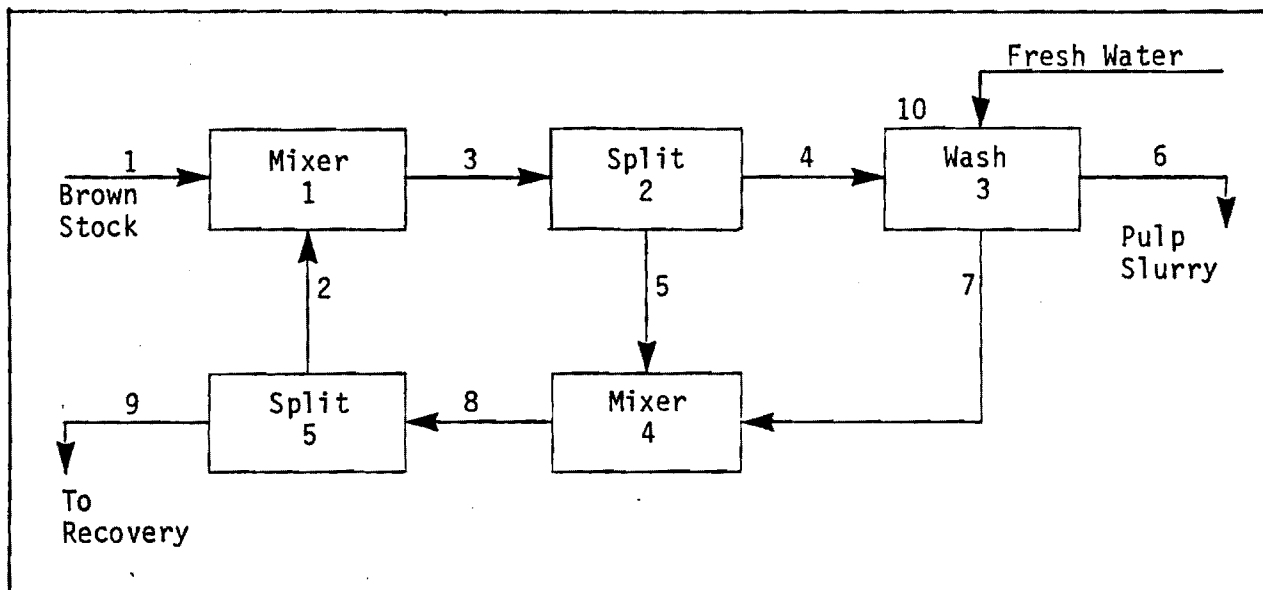 Fresh Water
10
1
Brown
Stock
Mixer
1
3
Split
2
4
Wash
3
6
Pulp
Slurry
2
5
7
9
To
Recovery
Split
5
8
Mixer
4